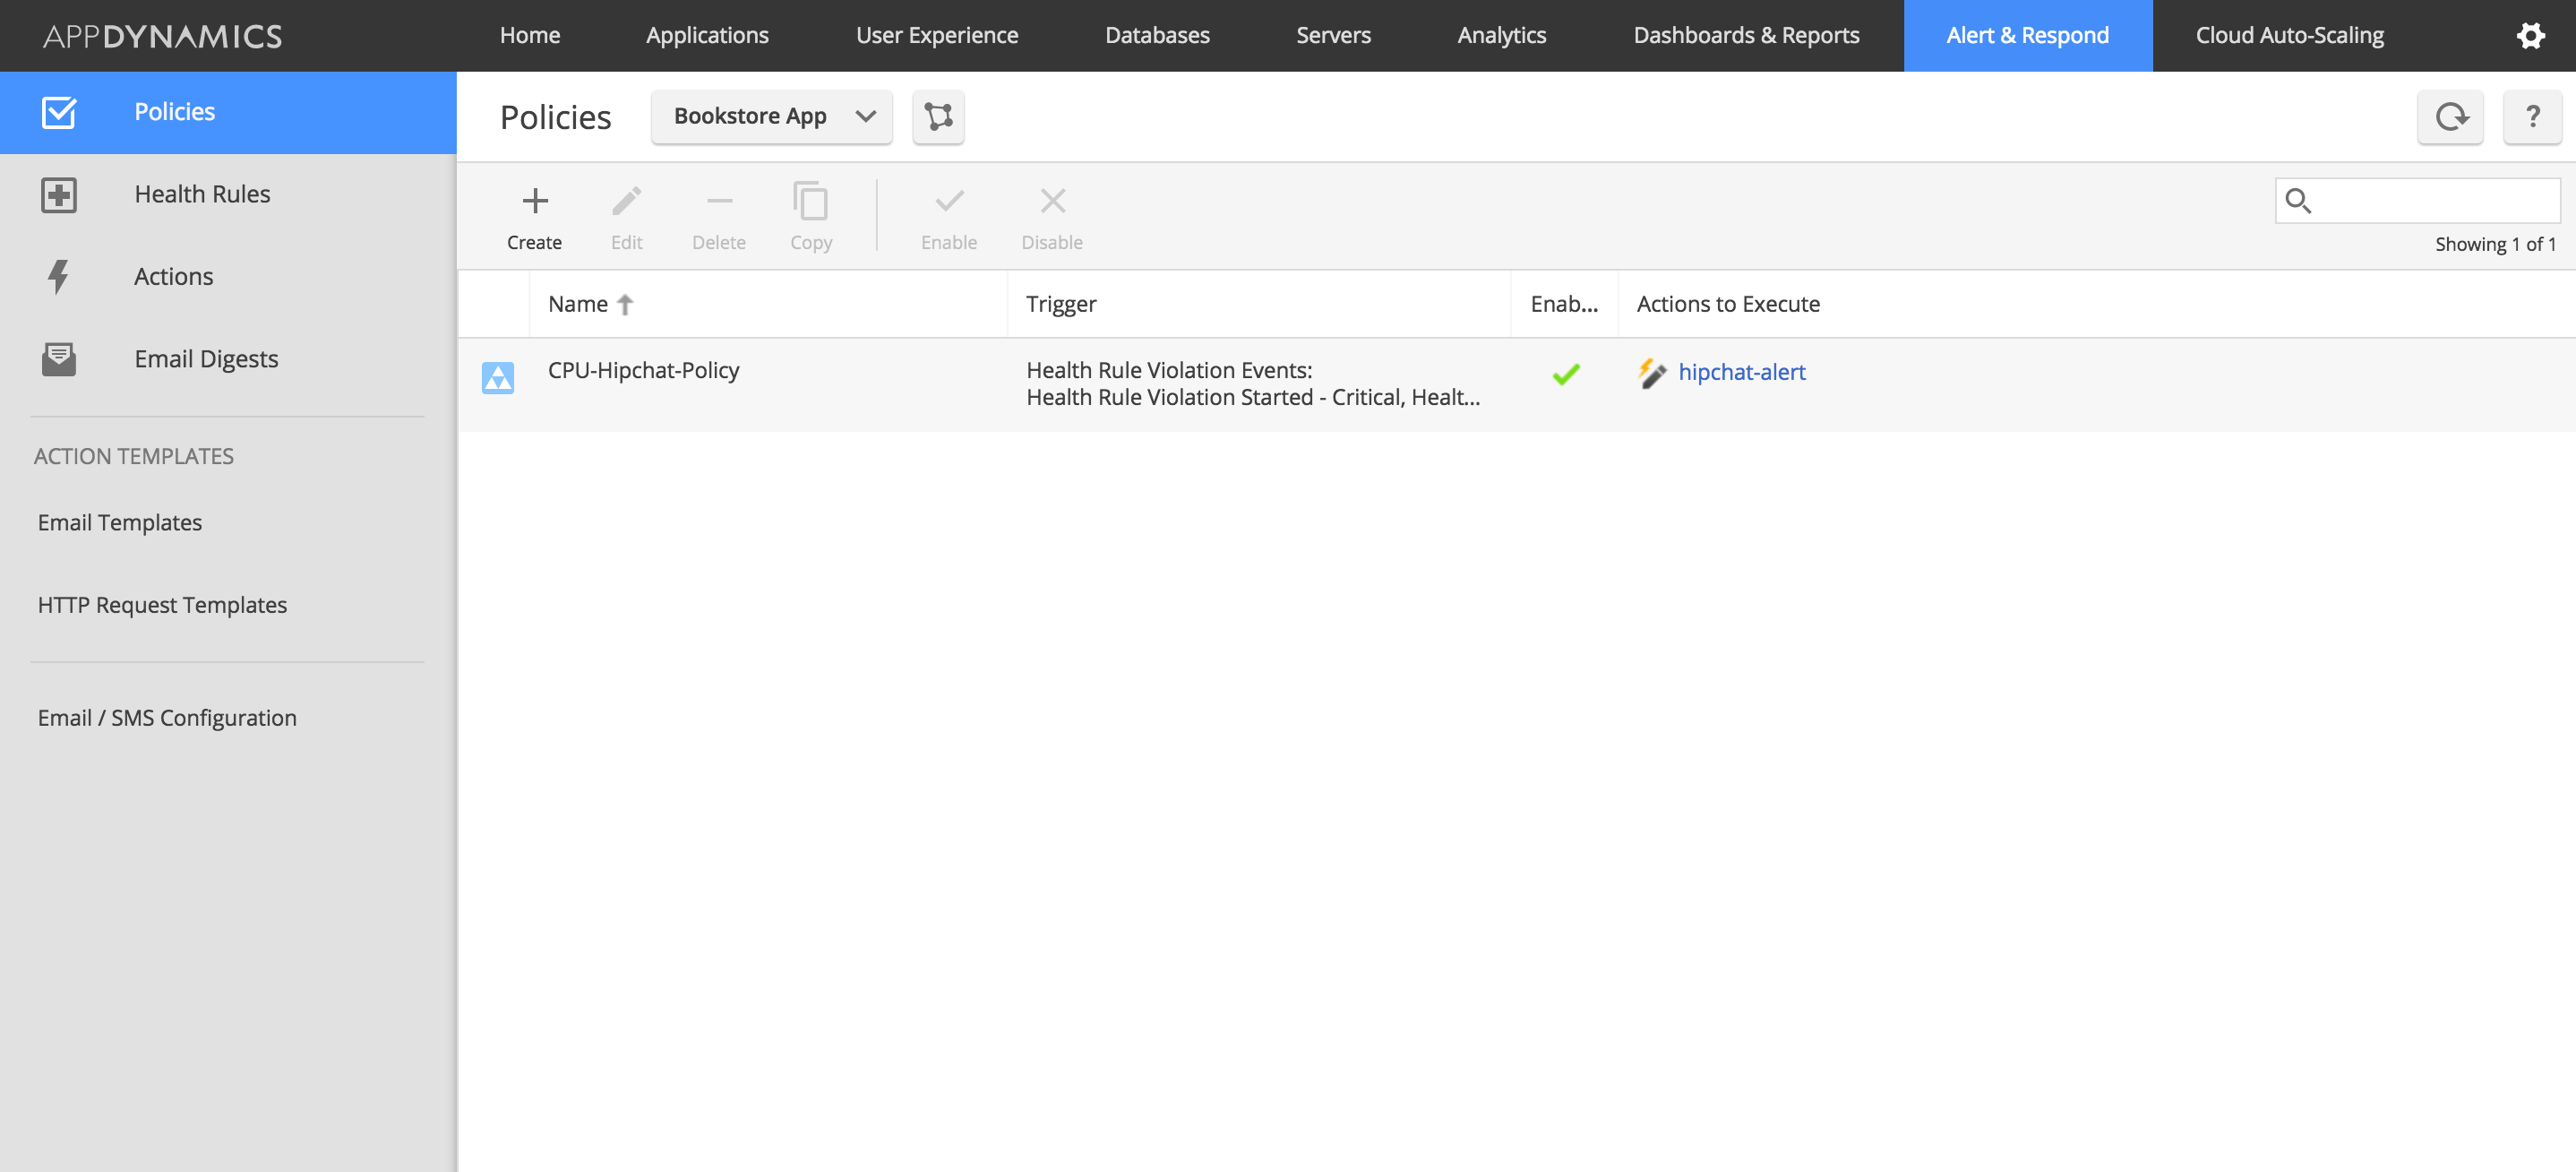 APPDYNAMICS
Home
Applications
User Experience
Databases
Servers
Analytics
Dashboards & Reports
Alert & Respond
Cloud Auto-Scaling
Policies
Health Rules
Actions
Email Digests
ACTION TEMPLATES
Email Templates
HTTP Request Templates
Email / SMS Configuration
Policies
Bookstore App
?
Create
Edit
Delete
Copy
Enable
Disable
Showing 1 of 1
Name
Trigger
Enab...
Actions to Execute
CPU-Hipchat-Policy
Health Rule Violation Events:
Health Rule Violation Started - Critical, Healt...
hipchat-alert